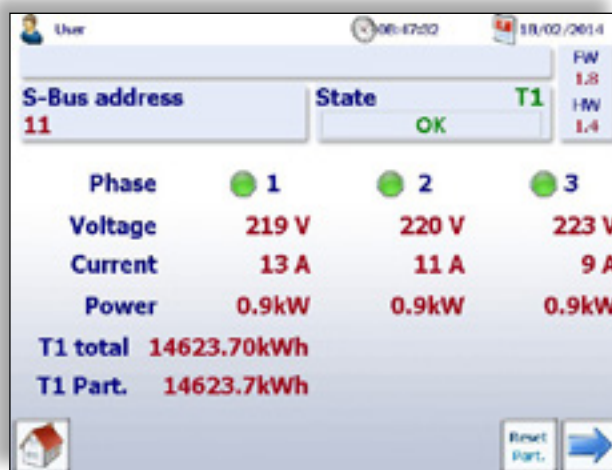 User 08:47:02 18/02/2014
FW
1.8
S-Bus address State T1 HW
11 OK 1.4
Phase 1 2 3
Voltage 219 V 220 V 223 V
Current 13 A 11 A 9 A
Power 0.9kW 0.9kW 0.9kW
T1 total 14623.70kWh
T1 Part. 14623.7kWh
Reset
Part.